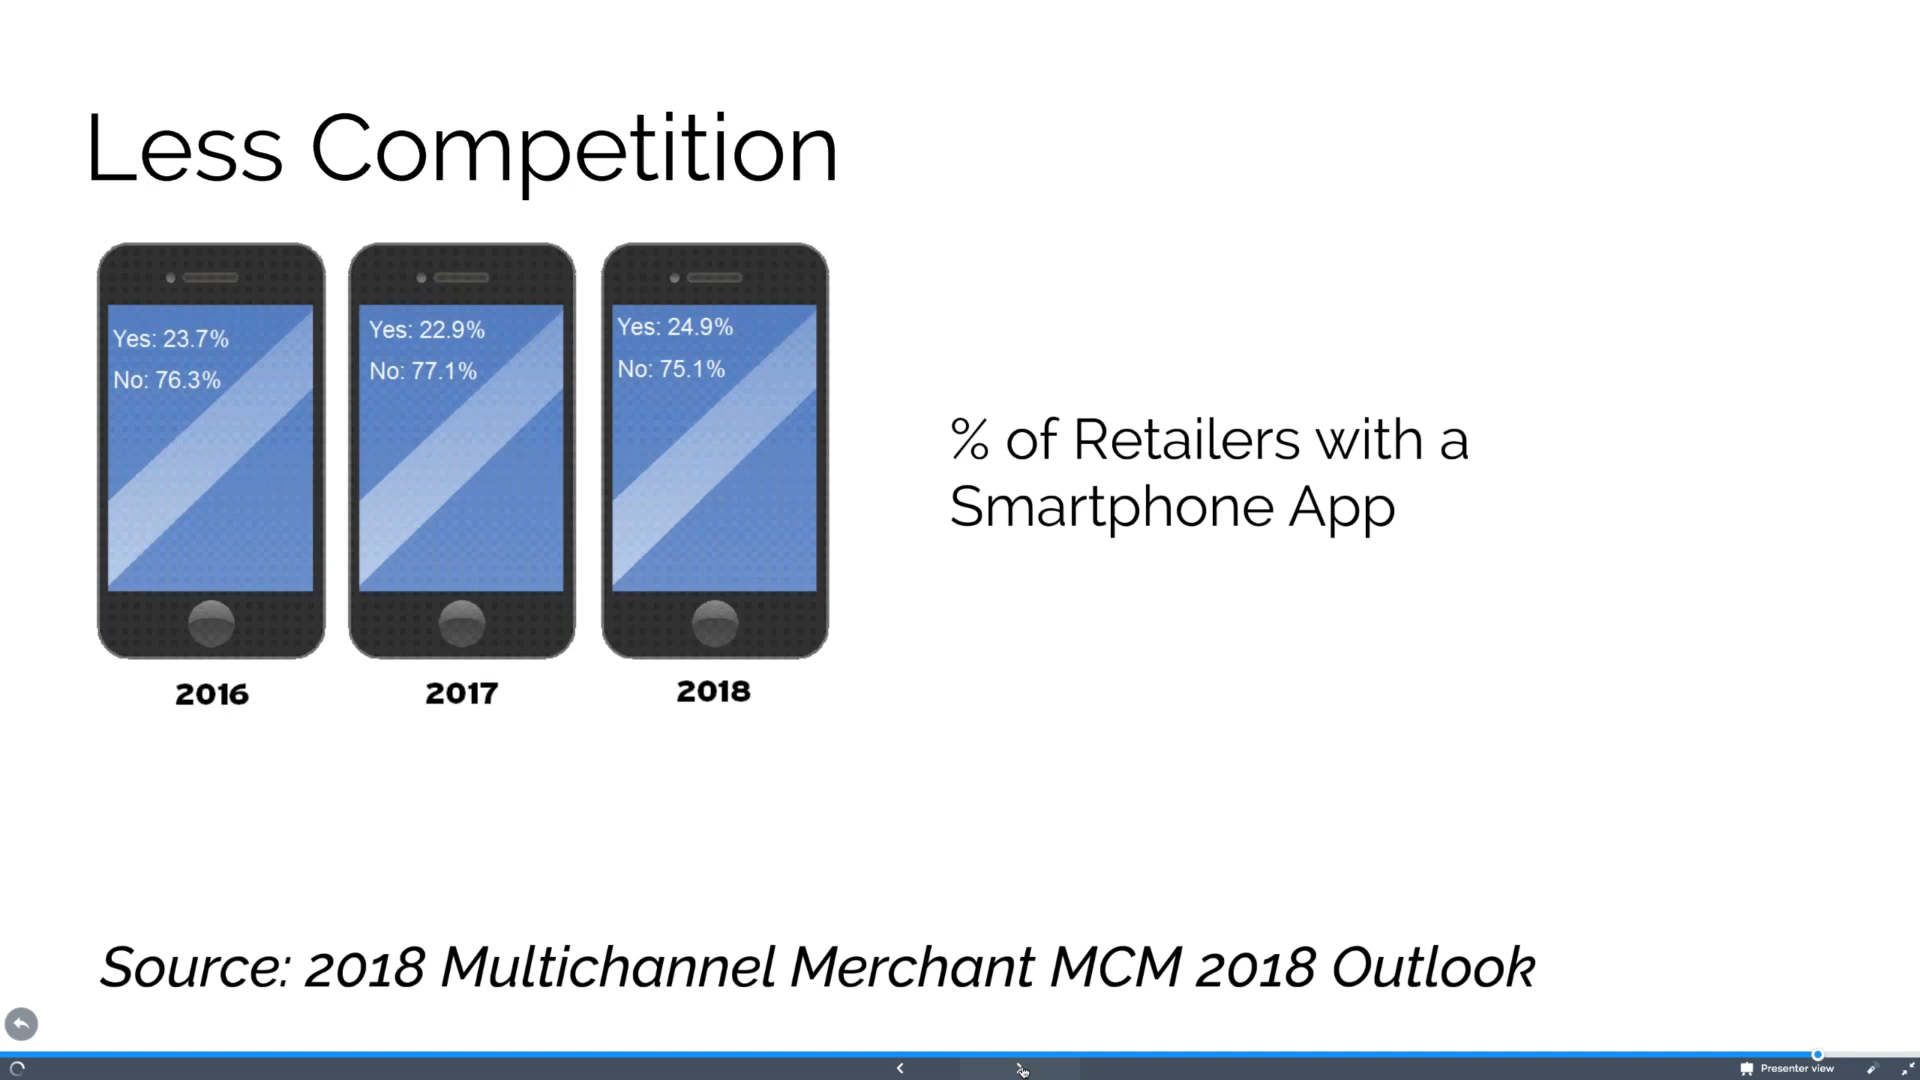 Less Competition
Yes: 23.7%
No: 76.3%
2016
Yes: 22.9%
No: 77.1%
2017
Yes: 24.9%
No: 75.1%
2018
% of Retailers with a
Smartphone App
Source: 2018 Multichannel Merchant MCM 2018 Outlook
Presenter view